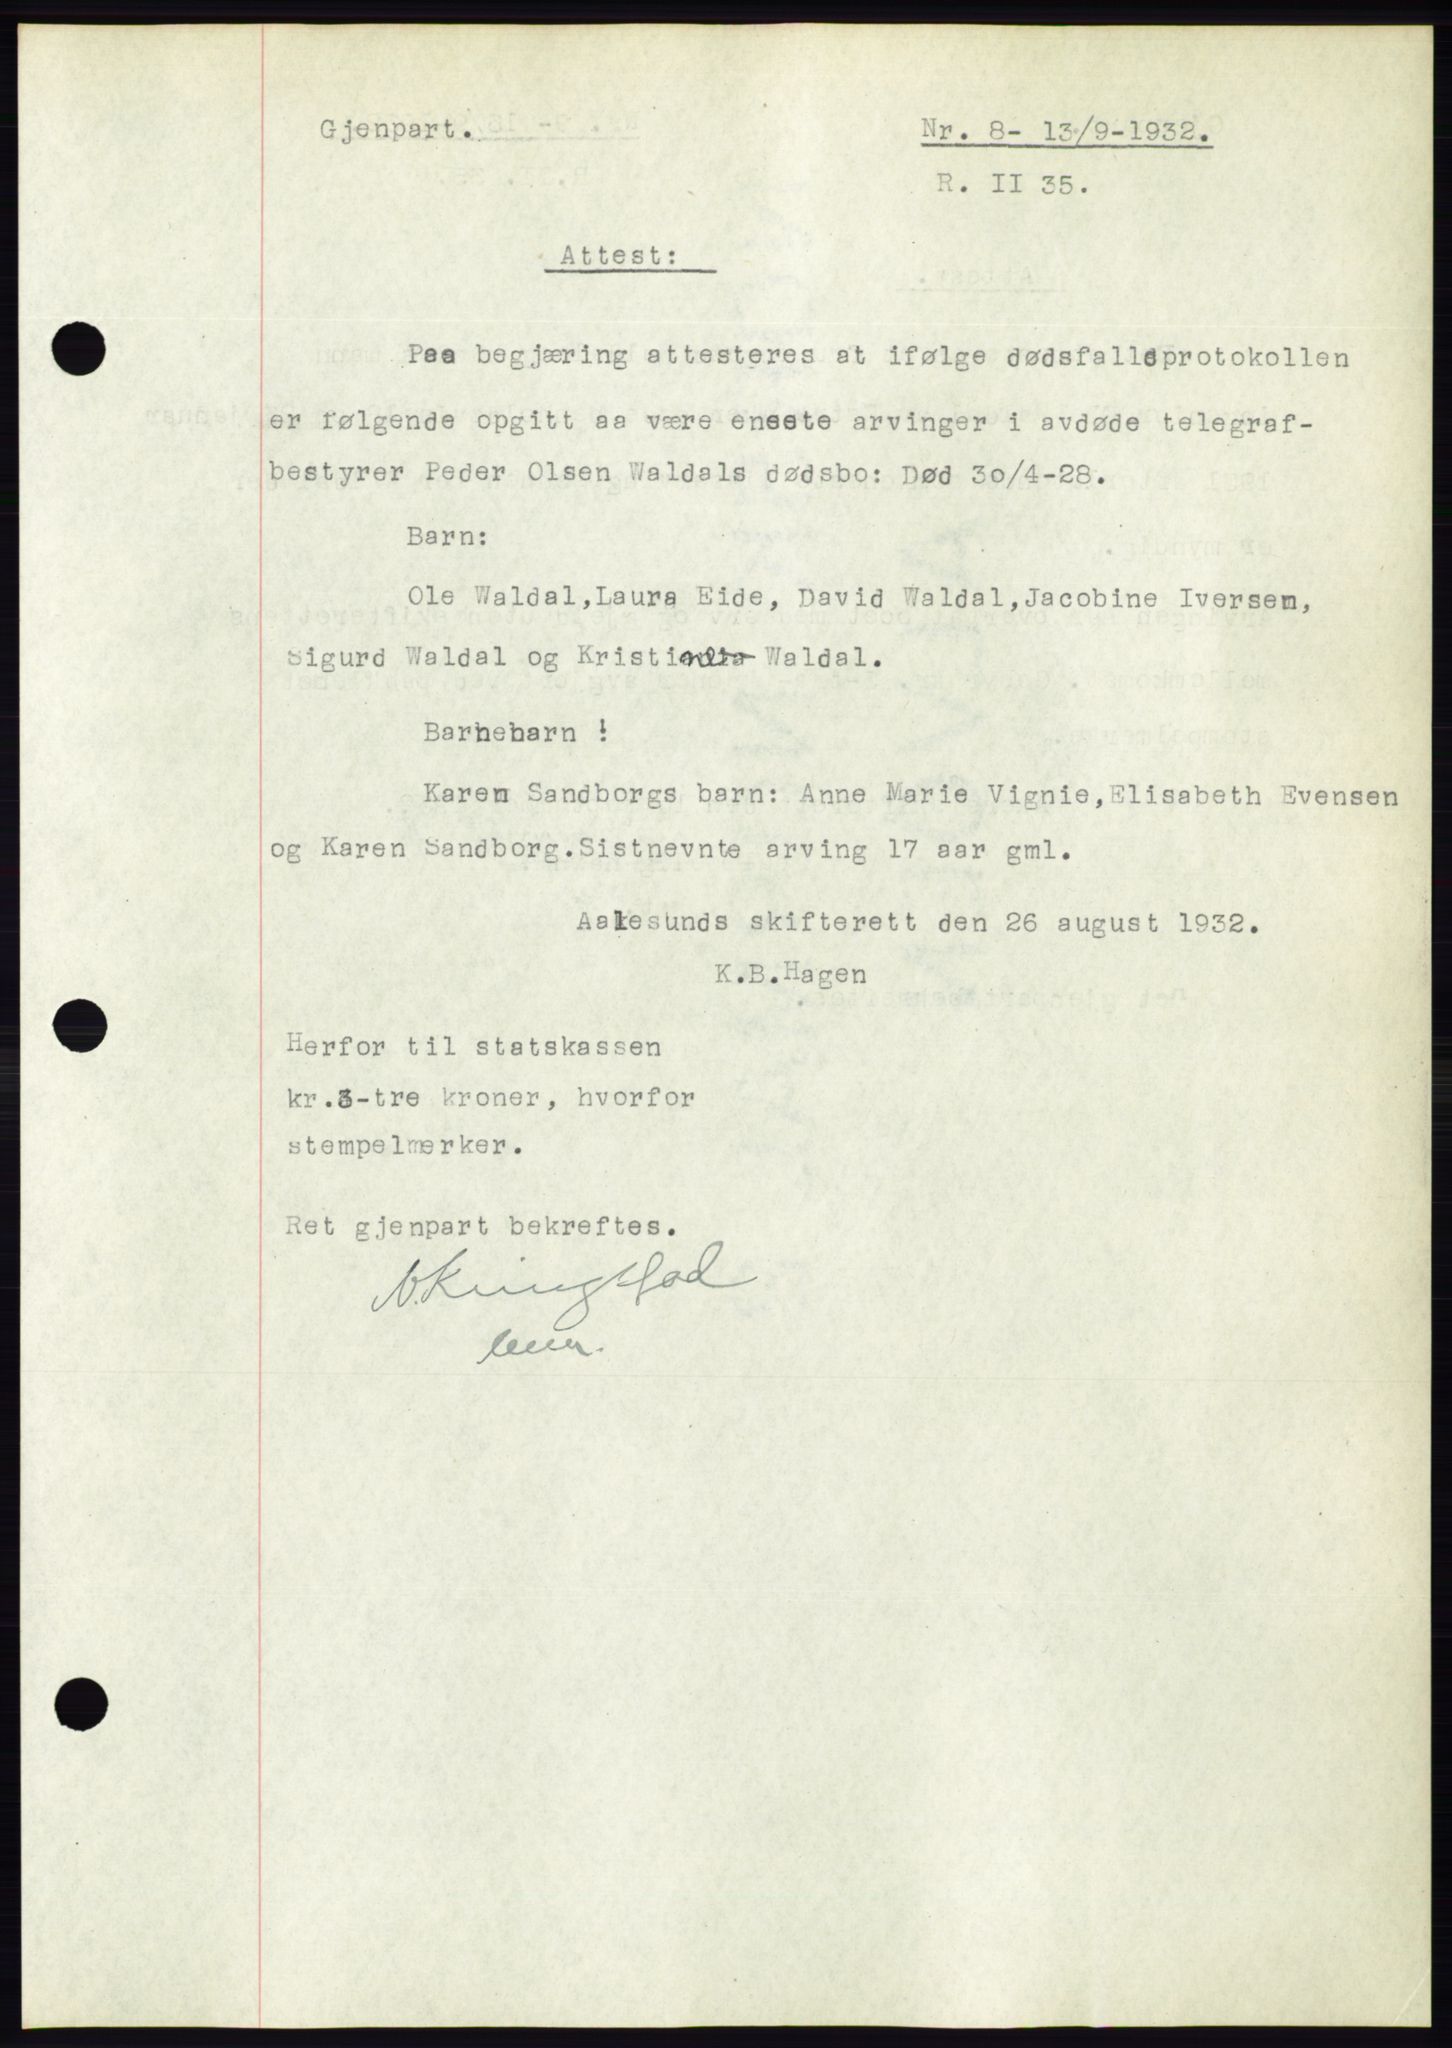 Gjenpart.
Nr. 8- 13/9-1932.
R. II 35.
Attest:
Paa begjæring attesteres at ifølge dødsfallsprotokollen
er følgende opgitt aa være eneste arvinger i avdøde telegraf-
bestyrer Peder Olsen Waldals dødsbo: Død 30/4-28.
Barn:
Ole Waldal,Laura Eide, David Waldal,Jacobine Iversen,
Sigurd Waldal og Waldal.
Barnebarn :
Karen Sandborgs barn: Anne Marie Vignie,Elisabeth Evensen
og Karen Sandborg.Sistnevnte arving 17 aar gml.
Aalesunds skifterett den 26 august 1932.
K.B.Hagen
Herfor til statskassen
kr.3-tre kroner, hvorfor
stempelmerker.
Ret gjenpart bekreftes.